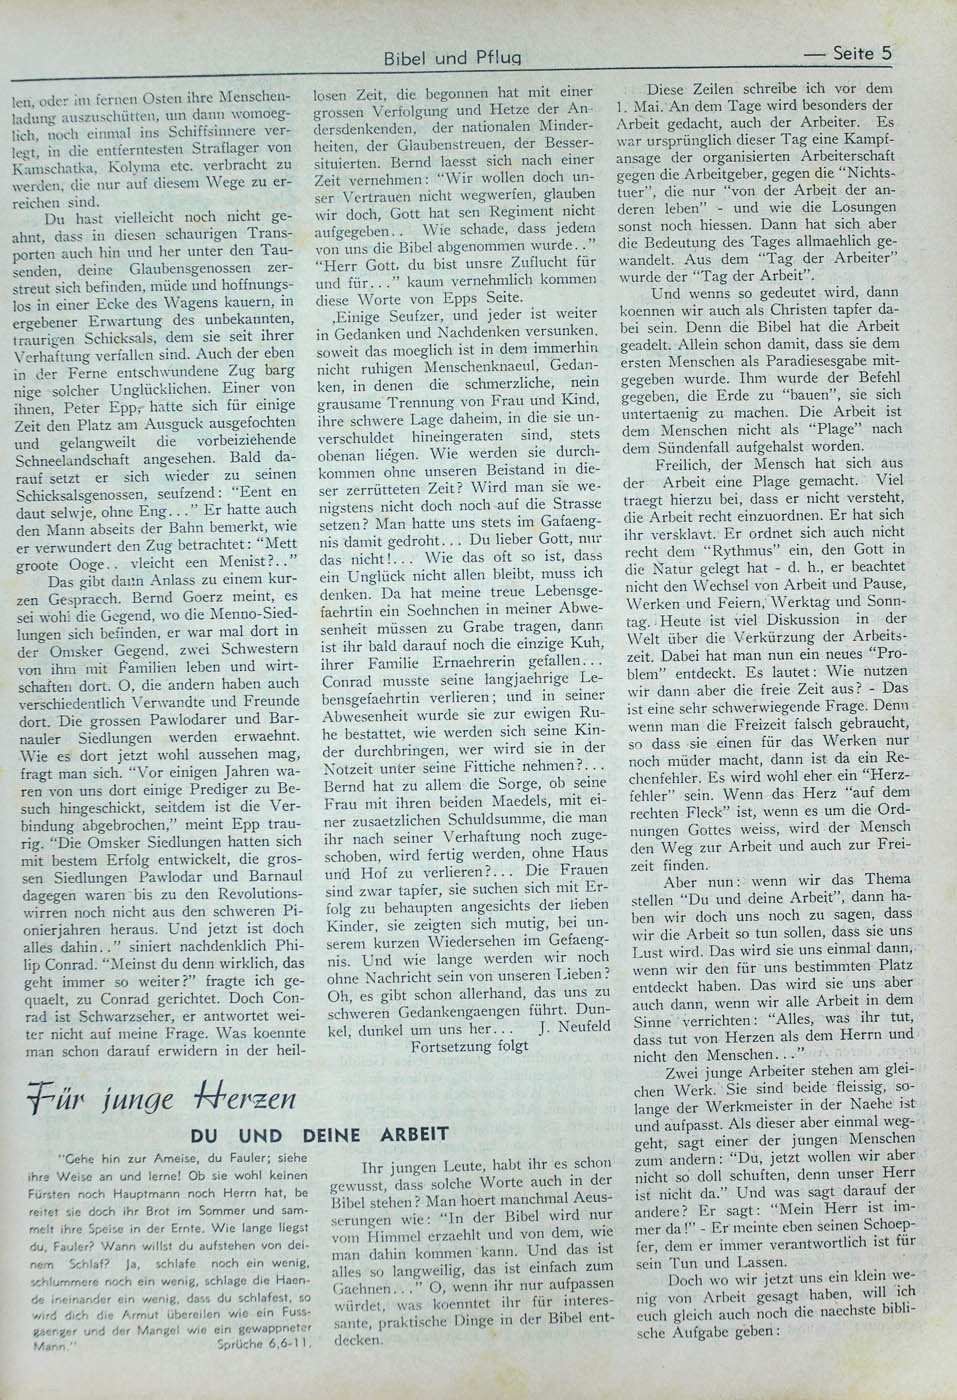 Bibel und Pflug
— Seite 5
len, oder im fernen Osten ihre Menschen-
ladung auszuschütten, um dann womoeg-
lich, noch einmal ins Schiffsinnere ver-
legt, in die entferntesten Straflager von
Kamschatka, Kolyma etc. verbracht zu
werden, die nur auf diesem Wege zu er-
reichen sind.
Du hast vielleicht noch nicht ge-
ahnt, dass in diesen schaurigen Trans-
porten auch hin und her unter den Tau-
senden, deine Glaubensgenossen zer-
streut sich befinden, müde und hoffnungs-
los in einer Ecke des Wagens kauern, in
ergebener Erwartung des unbekannten,
traurigen Schicksals, dem sie seit ihrer
Verhaftung verfallen sind. Auch der eben
in der Ferne entschwundene Zug barg
nige solcher Unglücklichen. Einer von
ihnen, Peter Epp, hatte sich für einige
Zeit den Platz am Ausguck ausgefochten
und gelangweilt die vorbeiziehende
Schneelandschaft angesehen. Bald da-
rauf setzt er sich wieder zu seinen
Schicksalsgenossen, seufzend: "Eent en
daut selwje, ohne Eng..." Er hatte auch
den Mann abseits der Bahn bemerkt, wie
er verwundert den Zug betrachtet: "Mett
groote Ooge.. vleicht een Menist?.."
Das gibt dann Anlass zu einem kur-
zen Gespraech. Bernd Goerz meint, es
sei wohl die Gegend, wo die Menno-Sied-
lungen sich befinden, er war mal dort in
der Omsker Gegend, zwei Schwestern
von ihm mit Familien leben und wirt-
schaften dort. O, die andern haben auch
verschiedentlich Verwandte und Freunde
dort. Die grossen Pawlodarer und Bar-
nauler Siedlungen werden erwaehnt.
Wie es dort jetzt wohl aussehen mag,
fragt man sich. "Vor einigen Jahren wa-
ren von uns dort einige Prediger zu Be-
such hingeschickt, seitdem ist die Ver-
bindung abgebrochen," meint Epp trau-
rig. "Die Omsker Siedlungen hatten sich
mit bestem Erfolg entwickelt, die gros-
sen Siedlungen Pawlodar und Barnaul
dagegen waren bis zu den Revolutions-
wirren noch nicht aus den schweren Pi-
onierjahren heraus. Und jetzt ist doch
alles dahin.." siniert nachdenklich Phi-
lip Conrad. "Meinst du denn wirklich, das
geht immer so weiter?" fragte ich ge-
quaelt, zu Conrad gerichtet. Doch Con-
rad ist Schwarzseher, er antwortet wei-
ter nicht auf meine Frage. Was koennte
man schon darauf erwidern in der heil-
losen Zeit, die begonnen hat mit einer
grossen Verfolgung und Hetze der An-
dersdenkenden, der nationalen Minder-
heiten, der Glaubenstreuen, der Besser-
situierten. Bernd laesst sich nach einer
Zeit vernehmen: "Wir wollen doch un-
ser Vertrauen nicht wegwerfen, glauben
wir doch, Gott hat sen Regiment nicht
aufgegeben.. Wie schade, dass jedem
von uns die Bibel abgenommen wurde.."
"Herr Gott, du bist unsre Zuflucht für
und für..." kaum vernehmlich kommen
diese Worte von Epps Seite.
Einige Seufzer, und jeder ist weiter
in Gedanken und Nachdenken versunken,
soweit das moeglich ist in dem immerhin
nicht ruhigen Menschenknaeul, Gedan-
ken, in denen die schmerzliche, nein
grausame Trennung von Frau und Kind,
ihre schwere Lage daheim, in die sie un-
verschuldet hineingeraten sind, stets
obenan liegen. Wie werden sie durch-
kommen ohne unseren Beistand in die-
ser zerrütteten Zeit? Wird man sie we-
nigstens nicht doch noch auf die Strasse
setzen? Man hatte uns stets im Gafaeng-
nis damit gedroht... Du lieber Gott, nur
das nicht!... Wie das oft so ist, dass
ein Unglück nicht allen bleibt, muss ich
denken. Da hat meine treue Lebensge-
faehrtin ein Soehnchen in meiner Abwe-
senheit müssen zu Grabe tragen, dann
ist ihr bald darauf noch die einzige Kuh,
ihrer Familie Ernaehrerin gefallen...
Conrad musste seine langjaehrige Le-
bensgefaehrtin verlieren; und in seiner
Abwesenheit wurde sie zur ewigen Ru-
he bestattet, wie werden sich seine Kin-
der durchbringen, wer wird sie in der
Notzeit unter seine Fittiche nehmen?...
Bernd hat zu allem die Sorge, ob seine
Frau mit ihren beiden Maedels, mit ei-
ner zusaetzlichen Schuldsumme, die man
ihr nach seiner Verhaftung noch zuge-
schoben, wird fertig werden, ohne Haus
und Hof zu verlieren?... Die Frauen
sind zwar tapfer, sie suchen sich mit Er-
folg zu behaupten angesichts der lieben
Kinder, sie zeigten sich mutig, bei un-
serem kurzen Wiedersehen im Gefaeng-
nis. Und wie lange werden wir noch
ohne Nachricht sein von unseren Lieben?
Oh, es gibt schon allerhand, das uns zu
schweren Gedankengaengen führt. Dun-
kel, dunkel um uns her... J. Neufeld
Fortsetzung folgt
Für junge Herzen
DU UND DEINE ARBEIT
"Gehe hin zur Ameise, du Fauler; siehe
ihre Weise an und lerne! Ob sie wohl keinen
Fürsten noch Hauptmann noch Herrn hat, be
reitet sie doch ihr Brot im Sommer und sam-
melt ihre Speise in der Ernte. Wie lange liegst
du, Fauler? Wann willst du aufstehen von dei-
nem Schlaf? Ja, schlafe noch ein wenig,
schlummere noch ein wenig, schlage die Haen-
de ineinander ein wenig, dass du schlafest, so
wird dich die Armut übereilen wie ein Fuss-
gaenger und der Mangel wie ein gewappneter
Mann." Sprüche 6,6-11.
Ihr jungen Leute, habt ihr es schon
gewusst, dass solche Worte auch in der
Bibel stehen? Man hoert manchmal Aeus-
serungen wie: "In der Bibel wird nur
vom Himmel erzaehlt und von dem, wie
man dahin kommen kann. Und das ist
alles so langweilig, das ist einfach zum
Gaehnen..." O, wenn ihr nur aufpassen
würdet, was koenntet ihr für interes-
sante, praktische Dinge in der Bibel ent-
decken.
Diese Zeilen schreibe ich vor dem
1. Mai. An dem Tage wird besonders der
Arbeit gedacht, auch der Arbeiter. Es
war ursprünglich dieser Tag eine Kampf-
ansage der organisierten Arbeiterschaft
gegen die Arbeitgeber, gegen die "Nichts-
tuer", die nur "von der Arbeit der an-
deren leben" - und wie die Losungen
sonst noch hiessen. Dann hat sich aber
die Bedeutung des Tages allmaehlich ge-
wandelt. Aus dem "Tag der Arbeiter"
wurde der "Tag der Arbeit".
Und wenns so gedeutet wird, dann
koennen wir auch als Christen tapfer da-
bei sein. Denn die Bibel hat die Arbeit
geadelt. Allein schon damit, dass sie dem
ersten Menschen als Paradiesesgabe mit-
gegeben wurde. Ihm wurde der Befehl
gegeben, die Erde zu "bauen", sie sich
untertaenig zu machen. Die Arbeit ist
dem Menschen nicht als "Plage" nach
dem Sündenfall aufgehalst worden.
Freilich, der Mensch hat sich aus
der Arbeit eine Plage gemacht. Viel
traegt hierzu bei, dass er nicht versteht,
die Arbeit recht einzuordnen. Er hat sich
ihr versklavt. Er ordnet sich auch nicht
recht dem "Rythmus" ein, den Gott in
die Natur gelegt hat - d. h., er beachtet
nicht den Wechsel von Arbeit und Pause,
Werken und Feiern, Werktag und Sonn-
tag. Heute ist viel Diskussion in der
Welt über die Verkürzung der Arbeits-
zeit. Dabei hat man nun ein neues "Pro-
blem" entdeckt. Es lautet: Wie nutzen
wir dann aber die freie Zeit aus? - Das
ist eine sehr schwerwiegende Frage. Denn
wenn man die Freizeit falsch gebraucht,
so dass sie einen für das Werken nur
noch müder macht, dann ist da ein Re-
chenfehler. Es wird wohl eher ein "Herz-
fehler" sein. Wenn das Herz "auf dem
rechten Fleck" ist, wenn es um die Ord-
nungen Gottes weiss, wird der Mensch
den Weg zur Arbeit und auch zur Frei-
zeit finden.
Aber nun: wenn wir das Thema
stellen "Du und deine Arbeit", dann ha-
ben wir doch uns noch zu sagen, dass
wir die Arbeit so tun sollen, dass sie uns
Lust wird. Das wird sie uns einmal dann,
wenn wir den für uns bestimmten Platz
entdeckt haben. Das wird sie uns aber
auch dann, wenn wir alle Arbeit in dem
Sinne verrichten: "Alles, was ihr tut,
dass tut von Herzen als dem Herrn und
nicht den Menschen..."
Zwei junge Arbeiter stehen am glei-
chen Werk. Sie sind beide fleissig, so-
lange der Werkmeister in der Naehe ist
und aufpasst. Als dieser aber einmal weg-
geht, sagt einer der jungen Menschen
zum andern: "Du, jetzt wollen wir aber
nicht so doll schuften, denn unser Herr
ist nicht da." Und was sagt darauf der
andere? Er sagt: "Mein Herr ist im-
mer da!" - Er meinte eben seinen Schoep-
fer, dem er immer verantwortlich ist für
sein Tun und Lassen.
Doch wo wir jetzt uns ein klein we-
nig von Arbeit gesagt haben, will ich
euch gleich auch noch die naechste bibli-
sche Aufgabe geben: